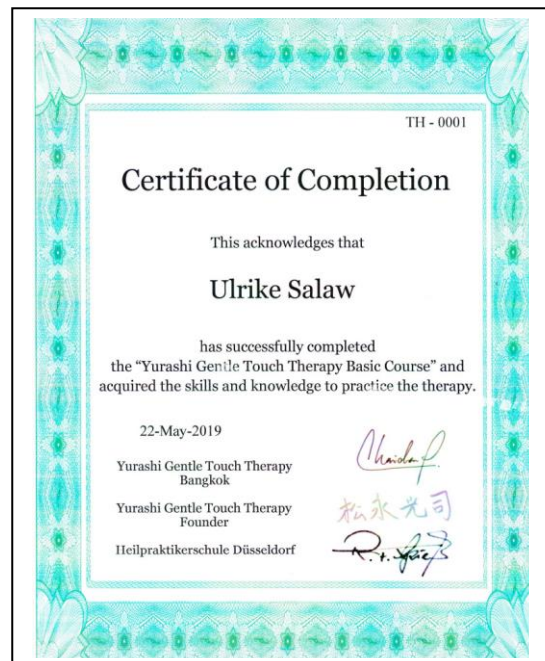 TH - 0001
Certificate of Completion
This acknowledges that
Ulrike Salaw
has successfully completed
the “Yurashi Gentle Touch Therapy Basic Course” and
acquired the skills and knowledge to practice the therapy.
22-May-2019
Yurashi Gentle Touch Therapy
Bangkok
Yurashi Gentle Touch Therapy
Founder
松永光司
Heilpraktikerschule Düsseldorf